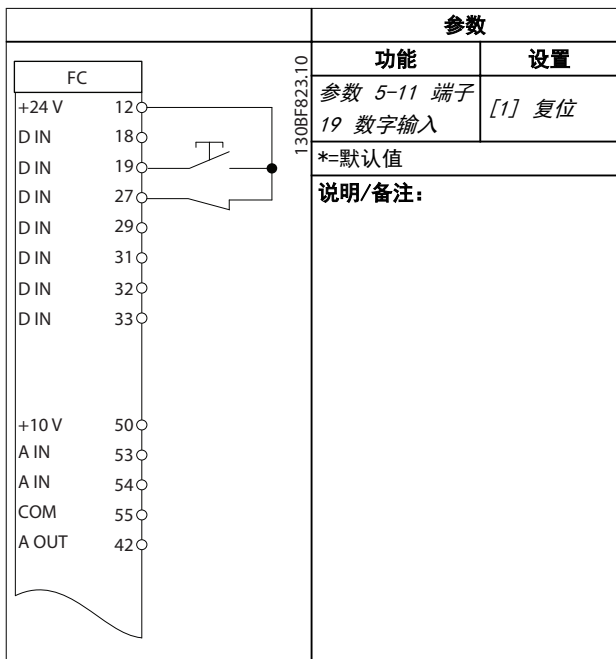 参数
功能 设置
参数 5-11 端子
19 数字输入
[1] 复位
*=默认值
说明/备注:
FC
+24 V 12
D IN 18
D IN 19
D IN 27
D IN 29
D IN 31
D IN 32
D IN 33
+10 V 50
A IN 53
A IN 54
COM 55
A OUT 42
130BF823.10